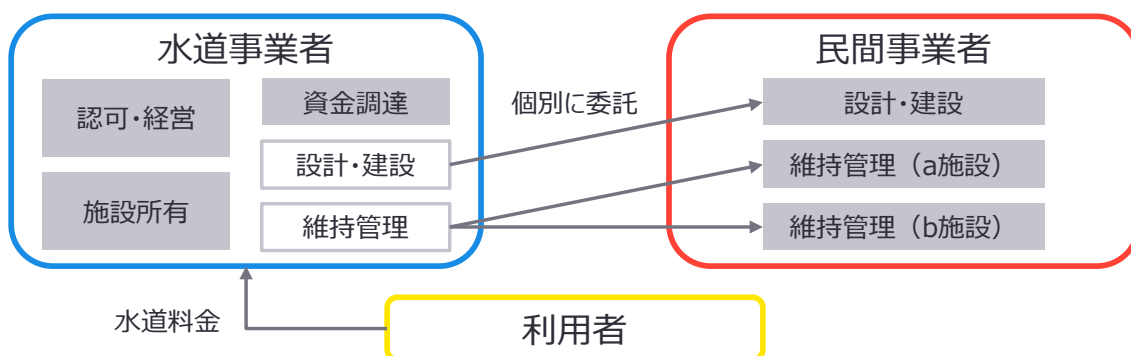 水道事業者
認可・経営
施設所有
資金調達
設計・建設
維持管理
個別に委託
民間事業者
設計・建設
維持管理（a施設）
維持管理（b施設）
水道料金
利用者